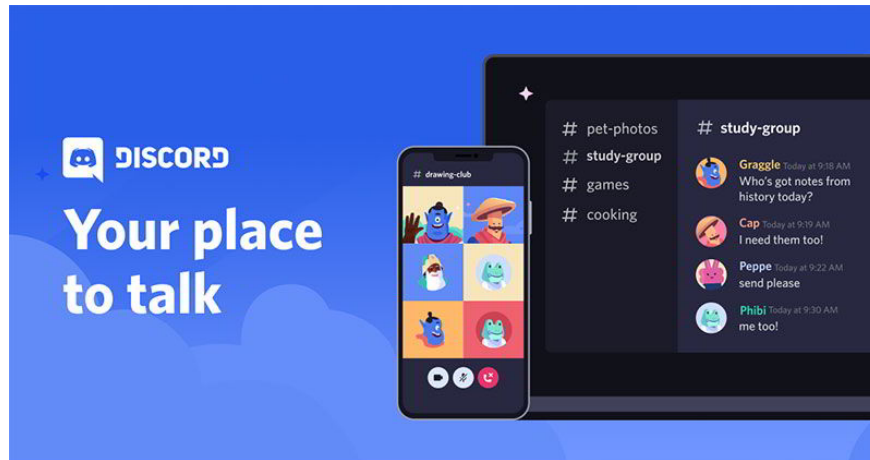 DISCORD
Your place
to talk
# drawing-club
# pet-photos
# study-group
# games
# cooking
# study-group
Graggle Today at 9:18 AM
Who's got notes from
history today?
Cap Today at 9:19 AM
I need them too!
Peppe Today at 9:22 AM
send please
Phibi Today at 9:30 AM
me too!